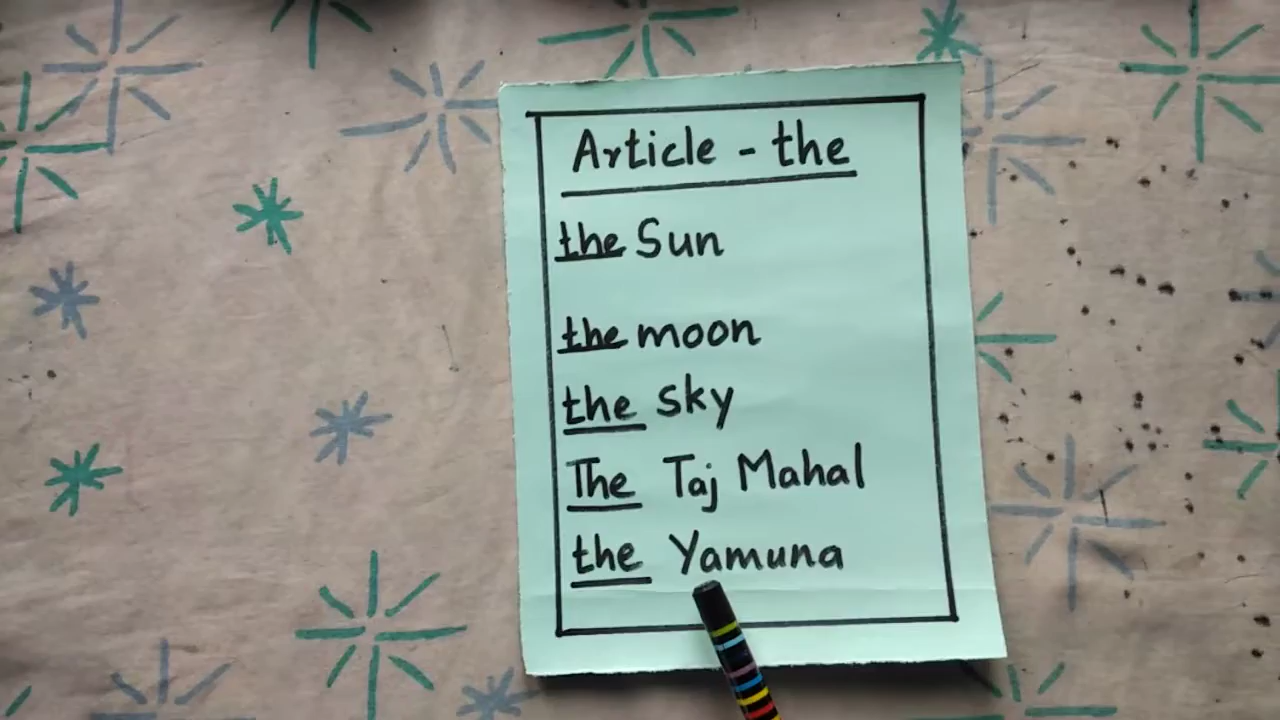 Article - the
the Sun
the moon
the sky
The Taj Mahal
the Yamuna